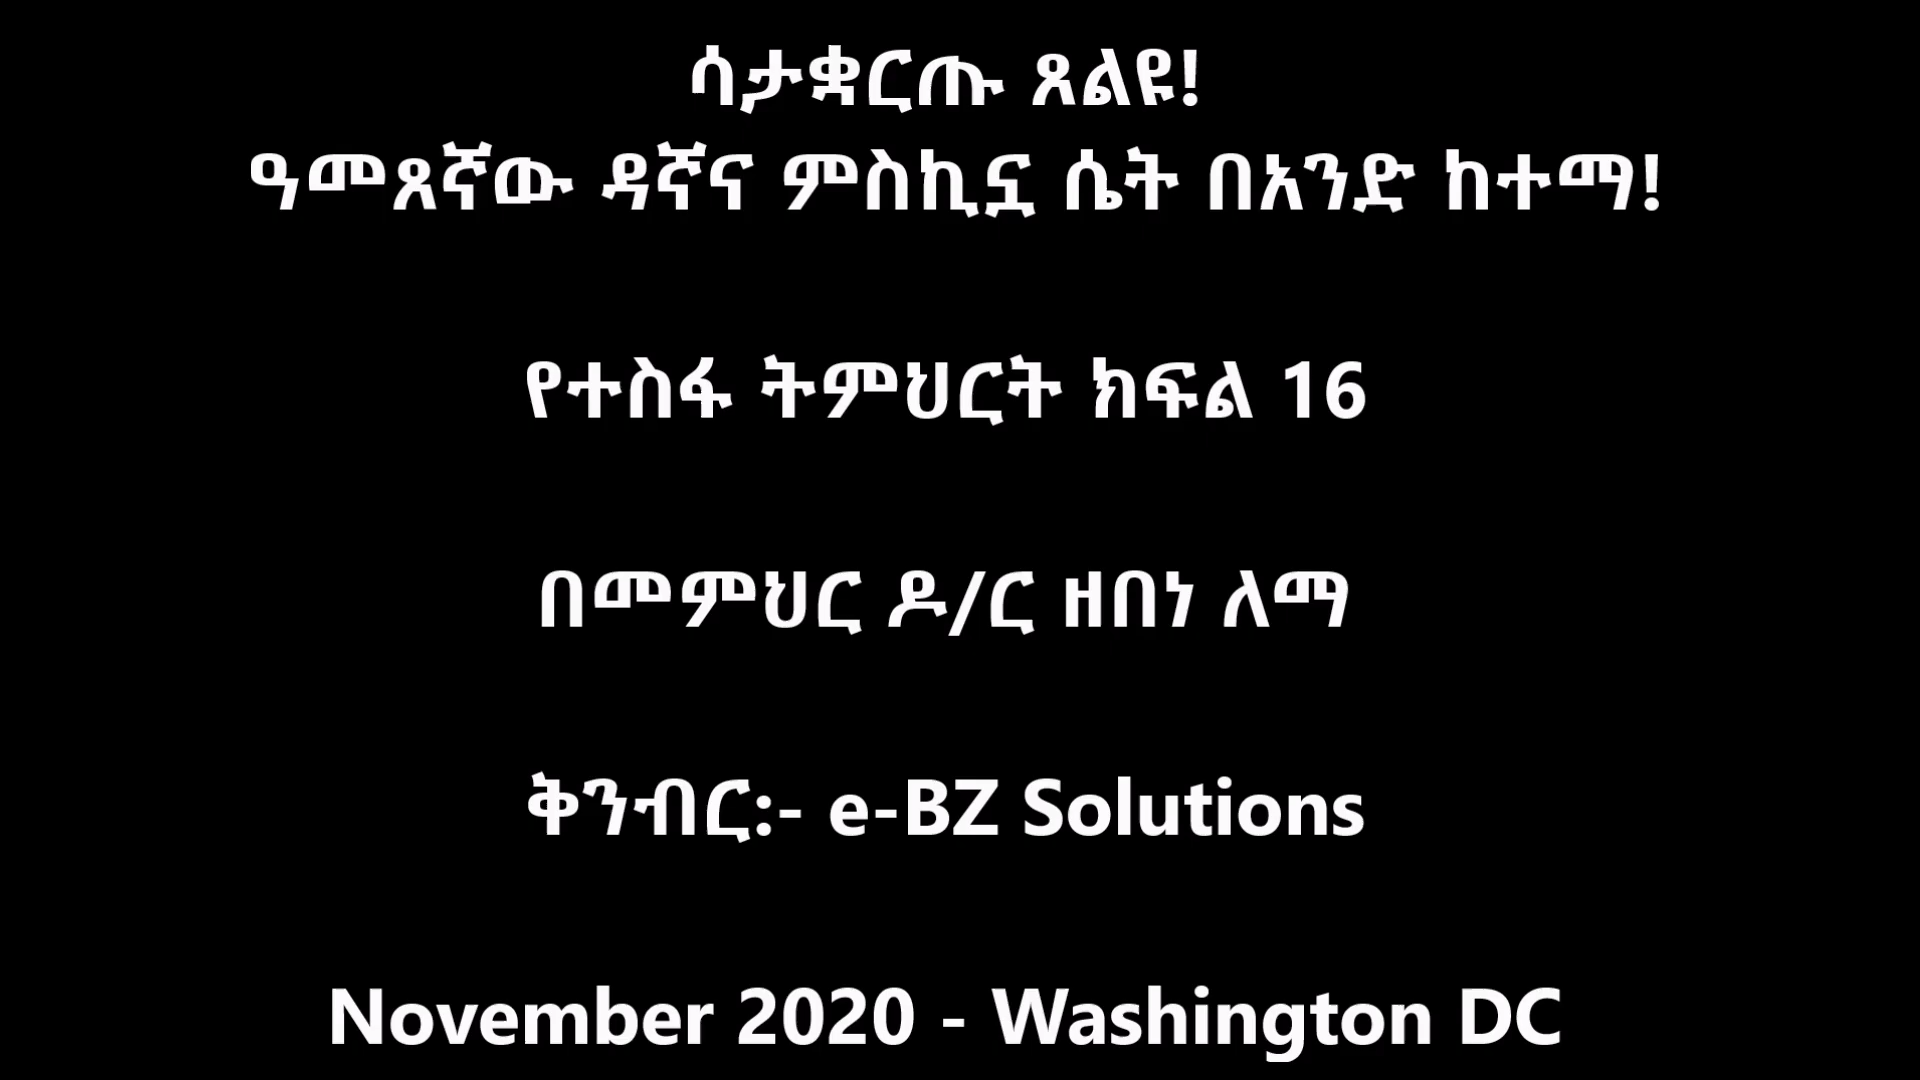 ሳታቋርጡ ጸልዩ!
ዓመጸኛው ዳኛና ምስኪኗ ሴት በአንድ ከተማ!
የተስፋ ትምህርት ክፍል 16
በመምህር ዶ/ር ዘበነ ለማ
ቅንብር:- e-BZ Solutions
November 2020 - Washington DC